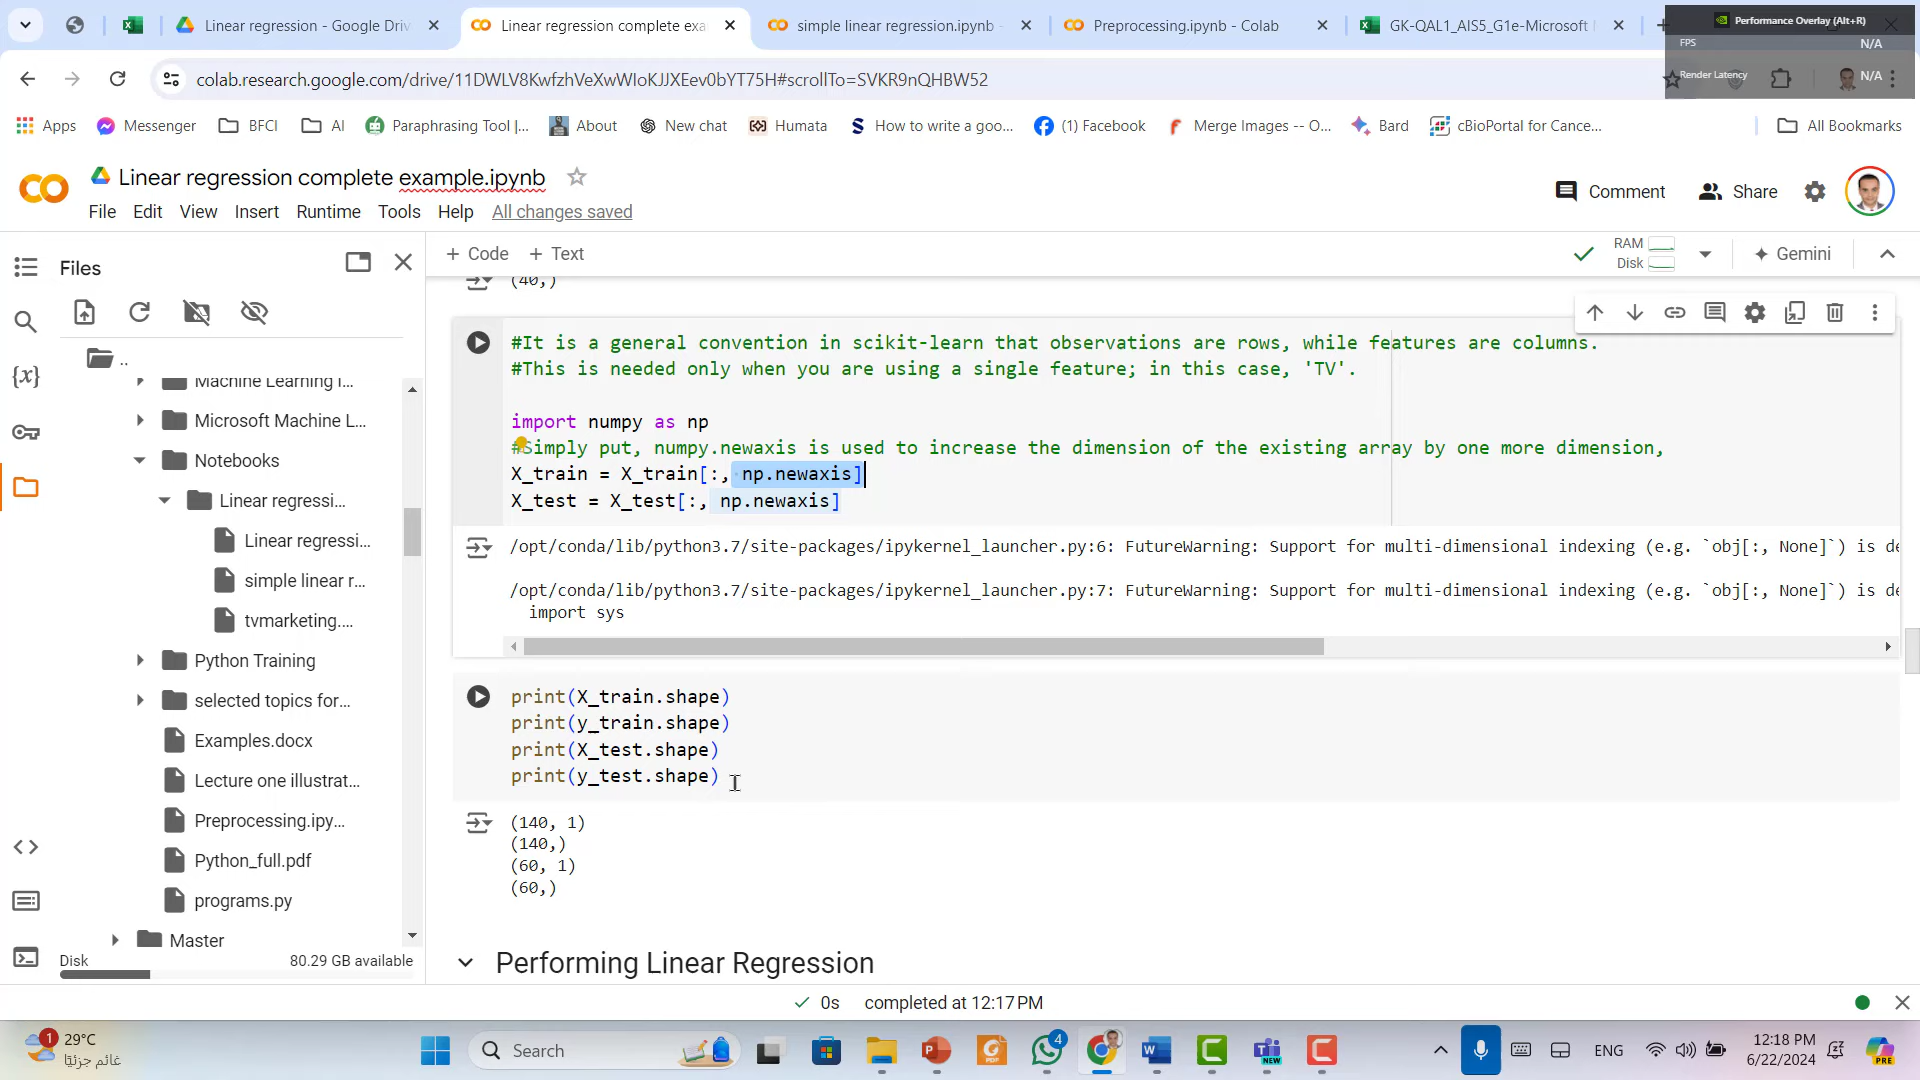 Linear regression - Google Driv
Linear regression complete exa
simple linear regression.ipynb -
Preprocessing.ipynb - Colab
GK-QAL1_AIS5_G1e-Microsoft
Performance Overlay (Alt+R)
FPS N/A
Render Latency N/A
colab.research.google.com/drive/11DWLV8KwfzhVeXwWIoKJJXEev0bYT75H#scrollTo=SVKR9nQHBW52
Apps Messenger BFCI AI Paraphrasing Tool |... About New chat Humata How to write a goo... (1) Facebook Merge Images -- O... Bard cBioPortal for Cance... All Bookmarks
Linear regression complete example.ipynb
Comment Share
File Edit View Insert Runtime Tools Help All changes saved
+ Code + Text
RAM
Disk
Gemini
Files
..
Machine Learning I...
Microsoft Machine L...
Notebooks
Linear regressi...
Linear regressi...
simple linear r...
tvmarketing....
Python Training
selected topics for...
Examples.docx
Lecture one illustrat...
Preprocessing.ipy...
Python_full.pdf
programs.py
Master
Disk 80.29 GB available
(40,)
#It is a general convention in scikit-learn that observations are rows, while features are columns.
#This is needed only when you are using a single feature; in this case, 'TV'.
import numpy as np
#Simply put, numpy.newaxis is used to increase the dimension of the existing array by one more dimension,
X_train = X_train[:, np.newaxis]
X_test = X_test[:, np.newaxis]
/opt/conda/lib/python3.7/site-packages/ipykernel_launcher.py:6: FutureWarning: Support for multi-dimensional indexing (e.g. `obj[:, None]`) is de
/opt/conda/lib/python3.7/site-packages/ipykernel_launcher.py:7: FutureWarning: Support for multi-dimensional indexing (e.g. `obj[:, None]`) is de
import sys
print(X_train.shape)
print(y_train.shape)
print(X_test.shape)
print(y_test.shape)
(140, 1)
(140,)
(60, 1)
(60,)
Performing Linear Regression
0s completed at 12:17 PM
1
29°C
غائم جزئيًا
Search
4
NEW
ENG
12:18 PM
6/22/2024
PRE